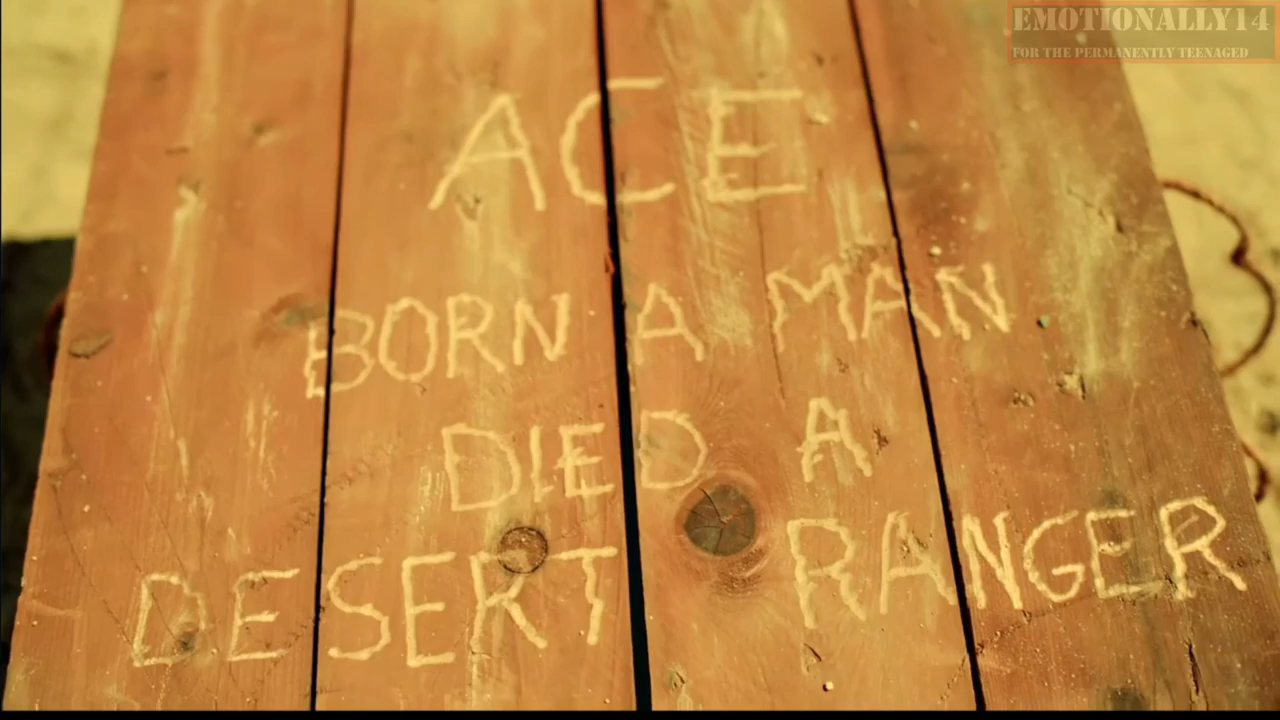 EMOTIONALLY14
FOR THE PERMANENTLY TEENAGED
ACE
BORN A MAN
DIED A
DESERT RANGER